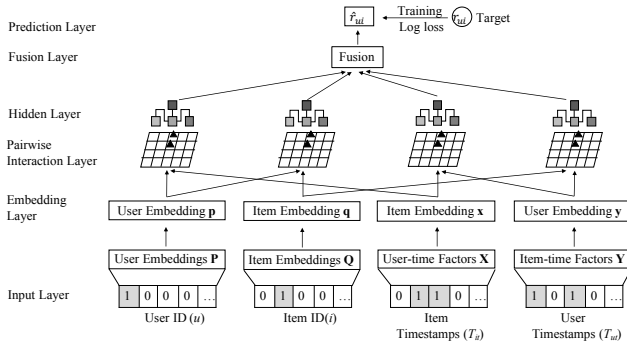 Prediction Layer
r̂ui
Training
Log loss
rui Target
Fusion Layer
Fusion
Hidden Layer
Pairwise
Interaction Layer
Embedding
Layer
User Embedding p
Item Embedding q
Item Embedding x
User Embedding y
User Embeddings P
Item Embeddings Q
User-time Factors X
Item-time Factors Y
Input Layer
1 0 0 0 ...
0 1 0 0 ...
0 1 1 0 ...
1 0 1 0 ...
User ID (u)
Item ID(i)
Item
Timestamps (Tit)
User
Timestamps (Tut)